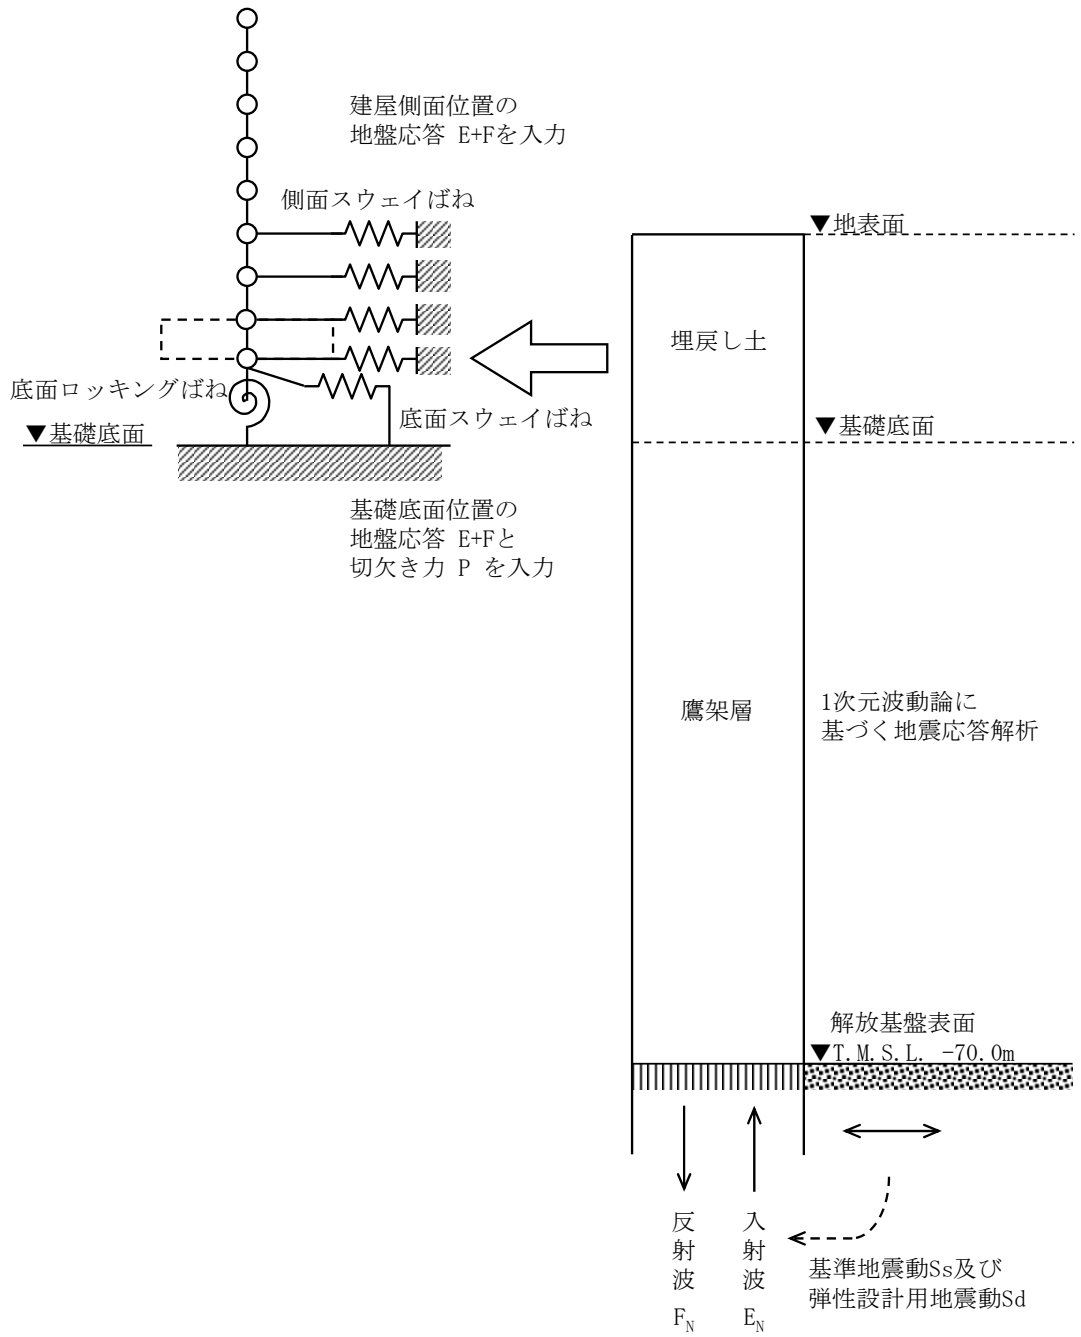 建屋側面位置の
地盤応答 E+Fを入力
側面スウェイばね
底面ロッキングばね
底面スウェイばね
▼基礎底面
基礎底面位置の
地盤応答 E+Fと
切欠き力 P を入力
▼地表面
埋戻し土
▼基礎底面
鷹架層
1次元波動論に
基づく地震応答解析
解放基盤表面
▼T.M.S.L. -70.0m
反射波 FN
入射波 EN
基準地震動Ss及び
弾性設計用地震動Sd